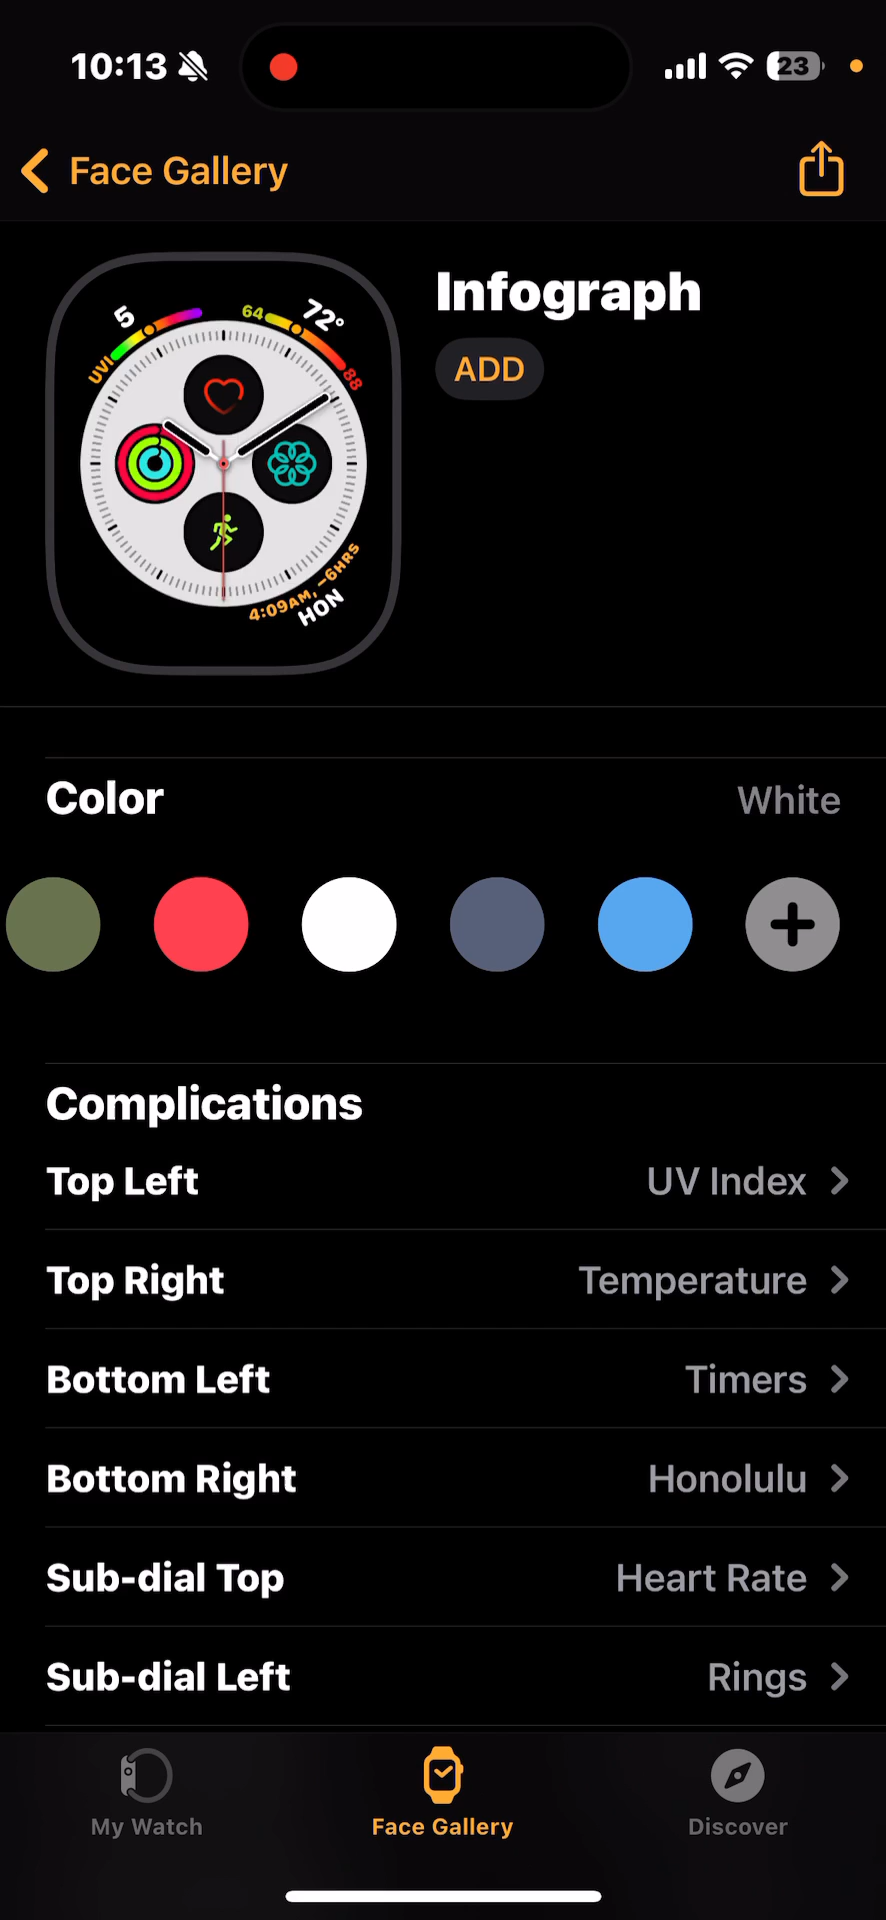 10:13
23
Face Gallery
5
UVI
64
72°
88
4:09AM, -6HRS
HON
Infograph
ADD
Color
White
Complications
Top Left
UV Index
Top Right
Temperature
Bottom Left
Timers
Bottom Right
Honolulu
Sub-dial Top
Heart Rate
Sub-dial Left
Rings
My Watch
Face Gallery
Discover